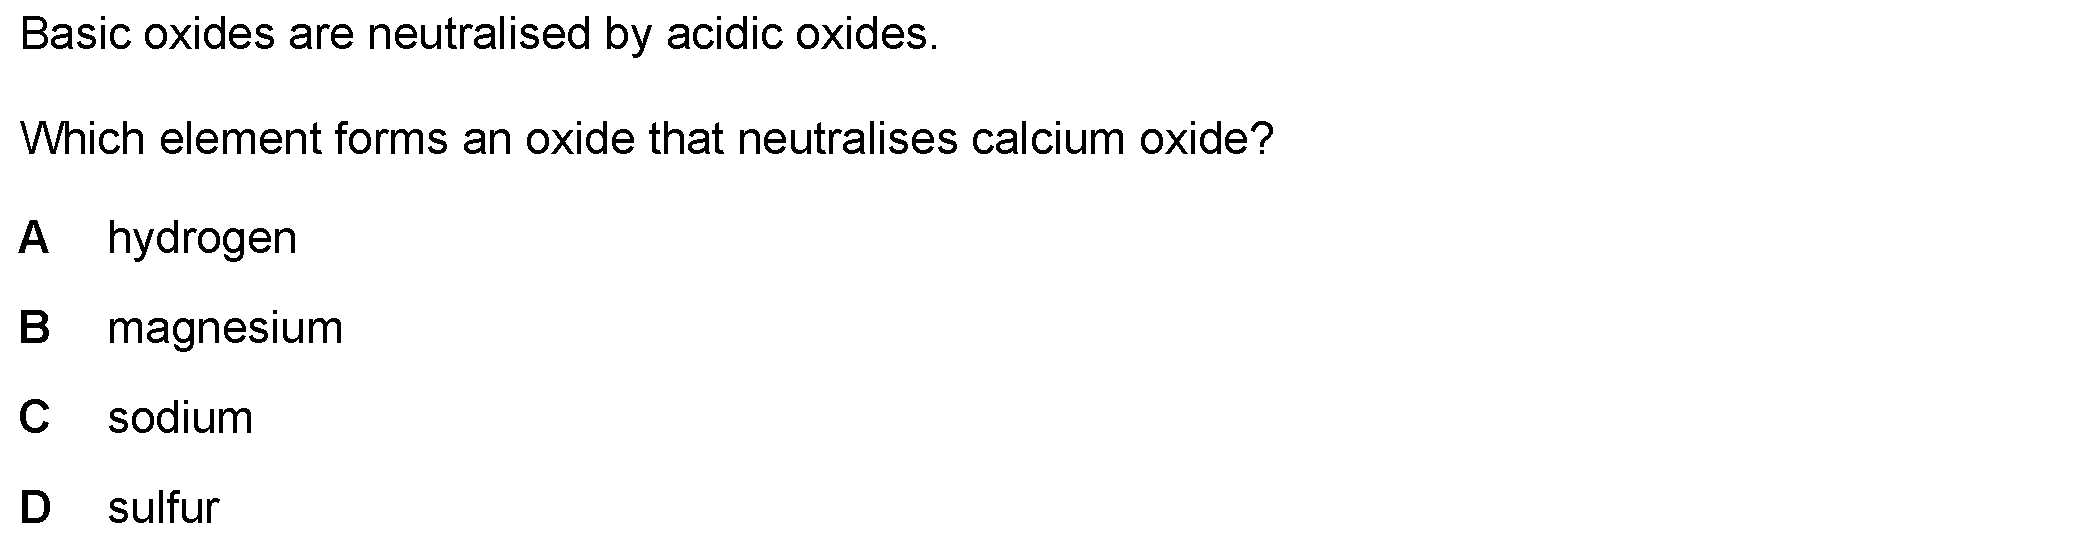 Basic oxides are neutralised by acidic oxides.
Which element forms an oxide that neutralises calcium oxide?
A hydrogen
B magnesium
C sodium
D sulfur